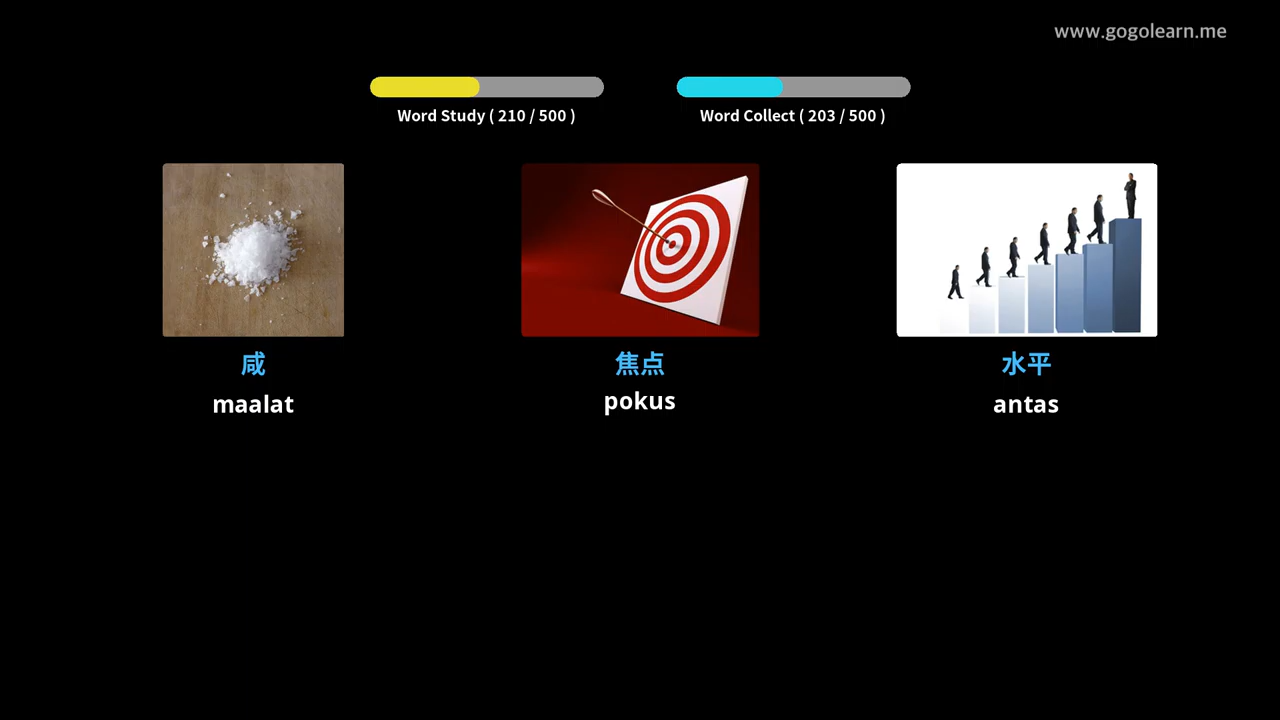 www.gogolearn.me
Word Study ( 210 / 500 )
Word Collect ( 203 / 500 )
咸
maalat
焦点
pokus
水平
antas